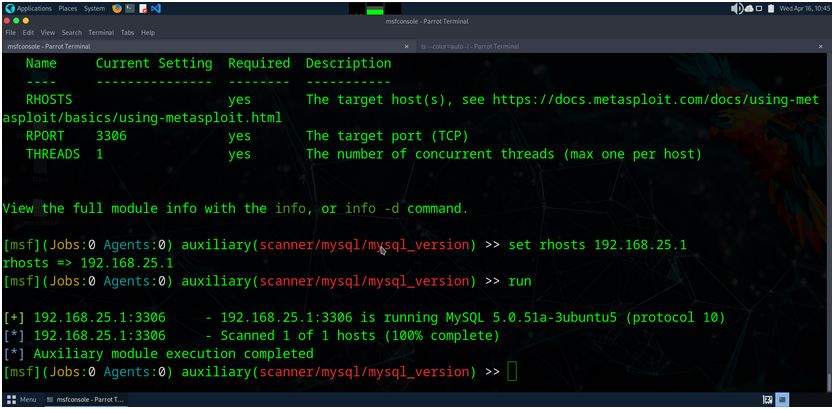 Applications Places System Wed Apr 16, 10:45
msfconsole - Parrot Terminal
File Edit View Search Terminal Tabs Help
msfconsole - Parrot Terminal × ls --color=auto -l - Parrot Terminal ×
Name Current Setting Required Description
---- --------------- -------- -----------
RHOSTS yes The target host(s), see https://docs.metasploit.com/docs/using-met
asploit/basics/using-metasploit.html
RPORT 3306 yes The target port (TCP)
THREADS 1 yes The number of concurrent threads (max one per host)
View the full module info with the info, or info -d command.
[msf](Jobs:0 Agents:0) auxiliary(scanner/mysql/mysql_version) >> set rhosts 192.168.25.1
rhosts => 192.168.25.1
[msf](Jobs:0 Agents:0) auxiliary(scanner/mysql/mysql_version) >> run
[+] 192.168.25.1:3306 - 192.168.25.1:3306 is running MySQL 5.0.51a-3ubuntu5 (protocol 10)
[*] 192.168.25.1:3306 - Scanned 1 of 1 hosts (100% complete)
[*] Auxiliary module execution completed
[msf](Jobs:0 Agents:0) auxiliary(scanner/mysql/mysql_version) >>
Menu msfconsole - Parrot T...